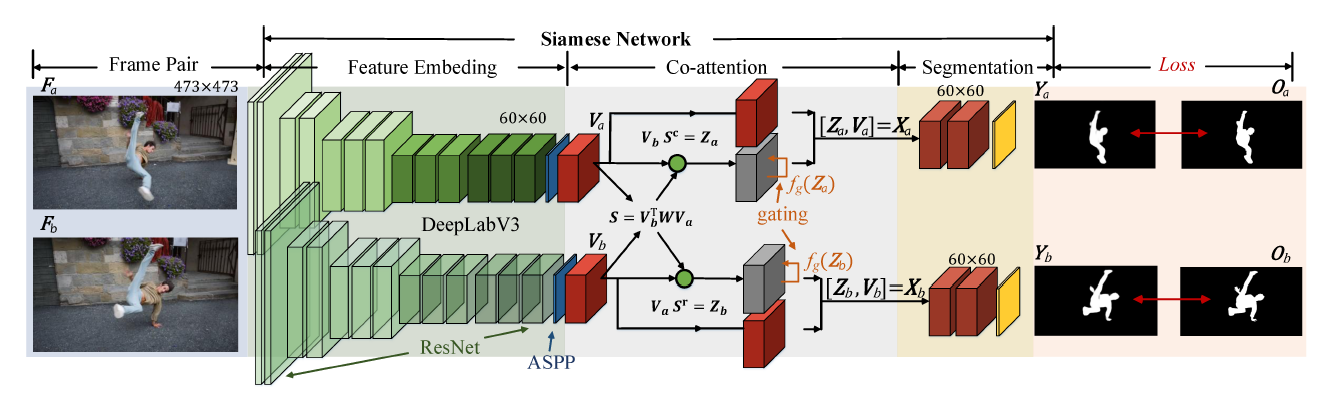 Siamese Network
Frame Pair
Feature Embeding
Co-attention
Segmentation
Loss
F_a
473×473
60×60
V_a
V_b S^c = Z_a
[Z_a, V_a] = X_a
60×60
Y_a
O_a
f_g(Z_a)
DeepLabV3
S = V_b^T W V_a
gating
F_b
V_b
f_g(Z_b)
V_a S^r = Z_b
[Z_b, V_b] = X_b
60×60
Y_b
O_b
ResNet
ASPP